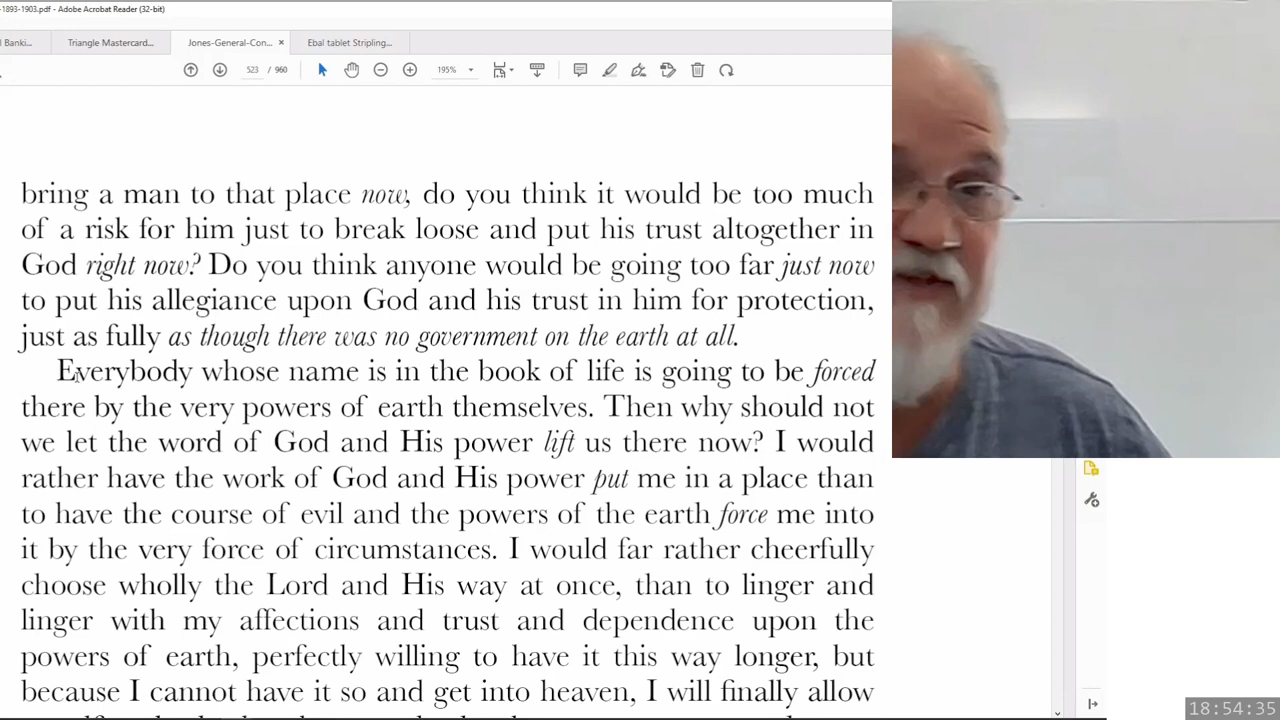 -1893-1903.pdf - Adobe Acrobat Reader (32-bit)
l Banki...
Triangle Mastercard...
Jones-General-Con...
Ebal tablet Stripling...
523 / 960
195%
bring a man to that place now, do you think it would be too much
of a risk for him just to break loose and put his trust altogether in
God right now? Do you think anyone would be going too far just now
to put his allegiance upon God and his trust in him for protection,
just as fully as though there was no government on the earth at all.
Everybody whose name is in the book of life is going to be forced
there by the very powers of earth themselves. Then why should not
we let the word of God and His power lift us there now? I would
rather have the work of God and His power put me in a place than
to have the course of evil and the powers of the earth force me into
it by the very force of circumstances. I would far rather cheerfully
choose wholly the Lord and His way at once, than to linger and
linger with my affections and trust and dependence upon the
powers of earth, perfectly willing to have it this way longer, but
because I cannot have it so and get into heaven, I will finally allow
18:54:35